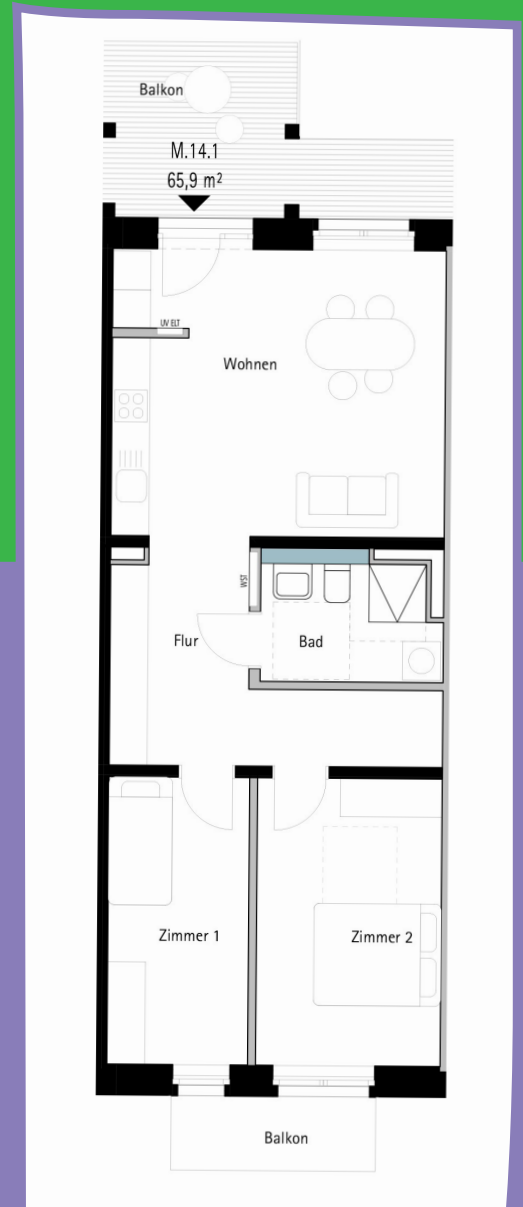 Balkon
M.14.1
65,9 m²
UV ELT
Wohnen
WST
Flur
Bad
Zimmer 1
Zimmer 2
Balkon